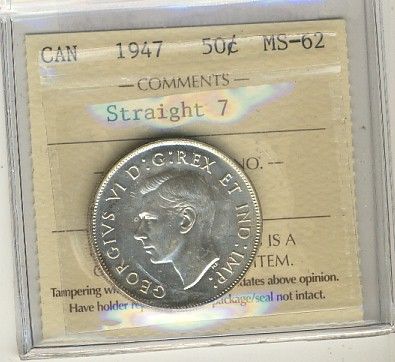 CAN 1947 50¢ MS-62
— COMMENTS —
Straight 7
NO. —
GEORGIVS VI D:G:REX ET IND:IMP:
IS A
ITEM.
Tampering dates above opinion.
Have holder package/seal not intact.